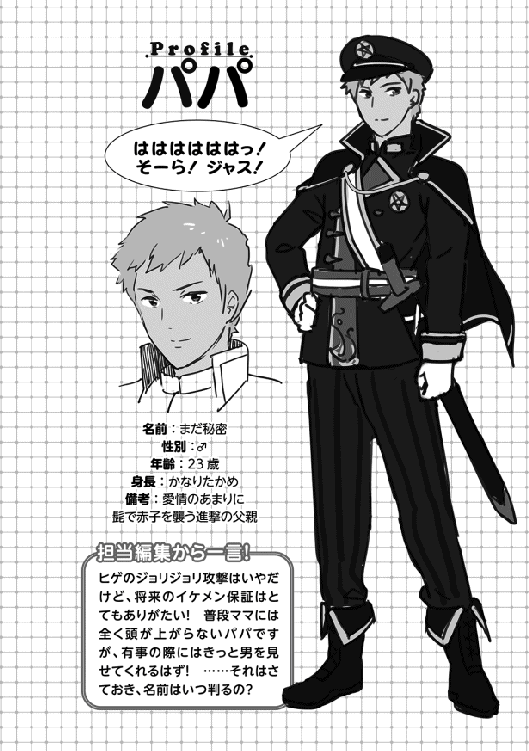 Profile
パパ
ははははははっ!
そーら! ジャス!
名前：まだ秘密
性別：♂
年齢：23歳
身長：かなりたかめ
備考：愛情のあまりに
髭で赤子を襲う進撃の父親
担当編集から一言!
ヒゲのジョリジョリ攻撃はいやだ
けど、将来のイケメン保証はと
てもありがたい! 普段ママには
全く頭が上がらないパパです
が、有事の際にはきっと男を見
せてくれるはず! ……それはさ
ておき、名前はいつ判るの?